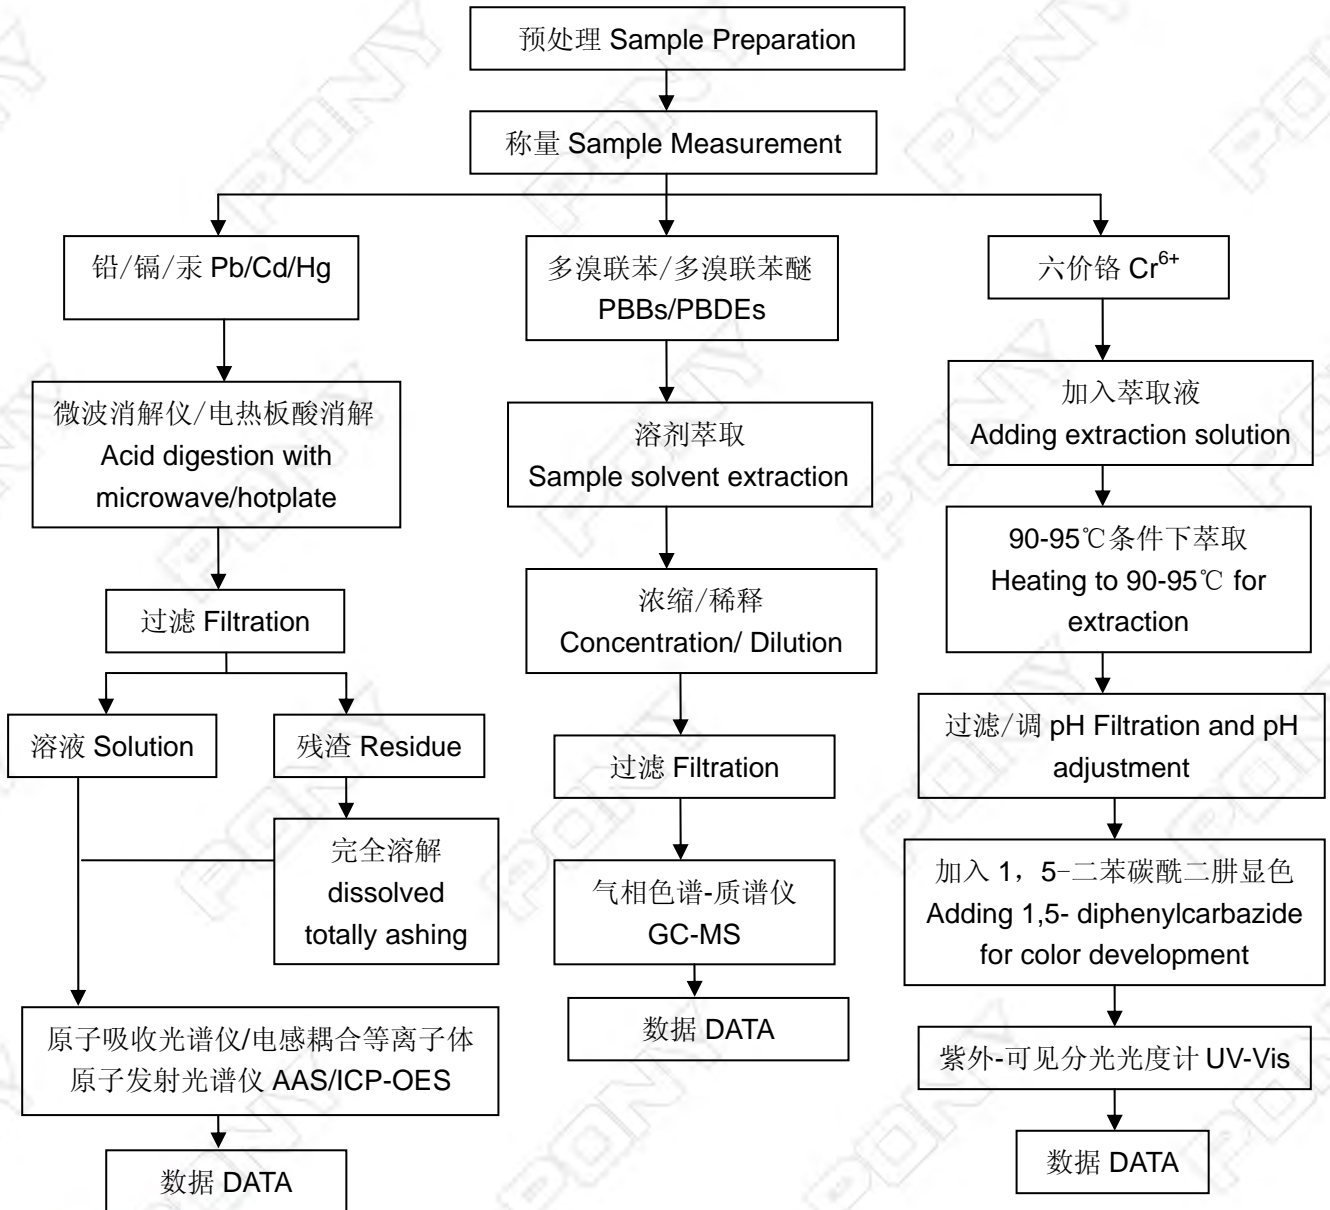 预处理 Sample Preparation
称量 Sample Measurement
铅/镉/汞 Pb/Cd/Hg
微波消解仪/电热板酸消解
Acid digestion with
microwave/hotplate
过滤 Filtration
溶液 Solution
残渣 Residue
完全溶解
dissolved
totally ashing
原子吸收光谱仪/电感耦合等离子体
原子发射光谱仪 AAS/ICP-OES
数据 DATA
多溴联苯/多溴联苯醚
PBBs/PBDEs
溶剂萃取
Sample solvent extraction
浓缩/稀释
Concentration/ Dilution
过滤 Filtration
气相色谱-质谱仪
GC-MS
数据 DATA
六价铬 Cr⁶⁺
加入萃取液
Adding extraction solution
90-95℃条件下萃取
Heating to 90-95℃ for
extraction
过滤/调 pH Filtration and pH
adjustment
加入 1，5-二苯碳酰二肼显色
Adding 1,5- diphenylcarbazide
for color development
紫外-可见分光光度计 UV-Vis
数据 DATA
PONY